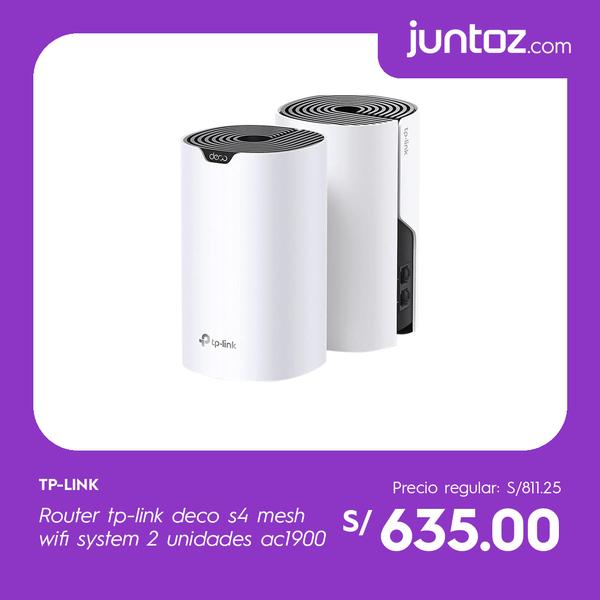 juntoz.com
deco
tp-link
tp-link
TP-LINK
Router tp-link deco s4 mesh
wifi system 2 unidades ac1900
Precio regular: S/811.25
S/ 635.00